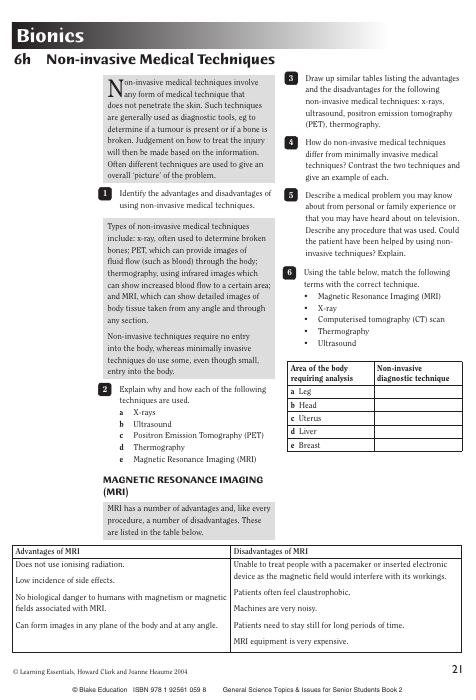 Bionics
6h Non-invasive Medical Techniques
Non-invasive medical techniques involve
any form of medical technique that
does not penetrate the skin. Such techniques
are generally used as diagnostic tools, eg to
determine if a tumour is present or if a bone is
broken. Judgement on how to treat the injury
will then be made based on the information.
Often different techniques are used to give an
overall 'picture' of the problem.
1 Identify the advantages and disadvantages of
using non-invasive medical techniques.
Types of non-invasive medical techniques
include: x-ray, often used to determine broken
bones; PET, which can provide images of
fluid flow (such as blood) through the body;
thermography, using infrared images which
can show increased blood flow to a certain area;
and MRI, which can show detailed images of
body tissue taken from any angle and through
any section.
Non-invasive techniques require no entry
into the body, whereas minimally invasive
techniques do use some, even though small,
entry into the body.
2 Explain why and how each of the following
techniques are used.
a X-rays
b Ultrasound
c Positron Emission Tomography (PET)
d Thermography
e Magnetic Resonance Imaging (MRI)
MAGNETIC RESONANCE IMAGING
(MRI)
MRI has a number of advantages and, like every
procedure, a number of disadvantages. These
are listed in the table below.
3 Draw up similar tables listing the advantages
and the disadvantages for the following
non-invasive medical techniques: x-rays,
ultrasound, positron emission tomography
(PET), thermography.
4 How do non-invasive medical techniques
differ from minimally invasive medical
techniques? Contrast the two techniques and
give an example of each.
5 Describe a medical problem you may know
about from personal or family experience or
that you may have heard about on television.
Describe any procedure that was used. Could
the patient have been helped by using non-
invasive techniques? Explain.
6 Using the table below, match the following
terms with the correct technique.
• Magnetic Resonance Imaging (MRI)
• X-ray
• Computerised tomography (CT) scan
• Thermography
• Ultrasound
Area of the body Non-invasive
requiring analysis diagnostic technique
a Leg
b Head
c Uterus
d Liver
e Breast
Advantages of MRI Disadvantages of MRI
Does not use ionising radiation.
Low incidence of side effects.
No biological danger to humans with magnetism or magnetic
fields associated with MRI.
Can form images in any plane of the body and at any angle.
Unable to treat people with a pacemaker or inserted electronic
device as the magnetic field would interfere with its workings.
Patients often feel claustrophobic.
Machines are very noisy.
Patients need to stay still for long periods of time.
MRI equipment is very expensive.
© Learning Essentials, Howard Clark and Joanne Heaume 2004 21
© Blake Education ISBN 978 1 92561 059 8 General Science Topics & Issues for Senior Students Book 2